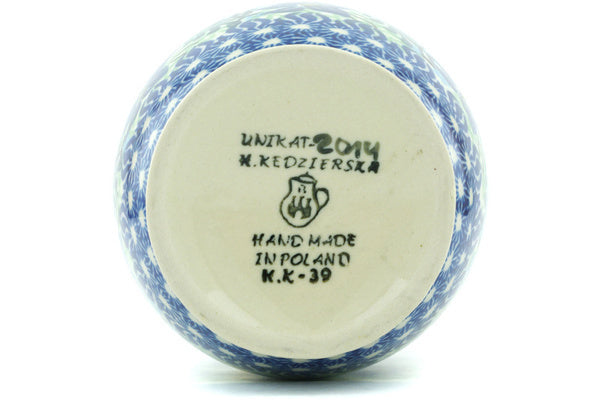 UNIKAT-2014
K.KEDZIERSKA
HAND MADE
IN POLAND
K.K-39